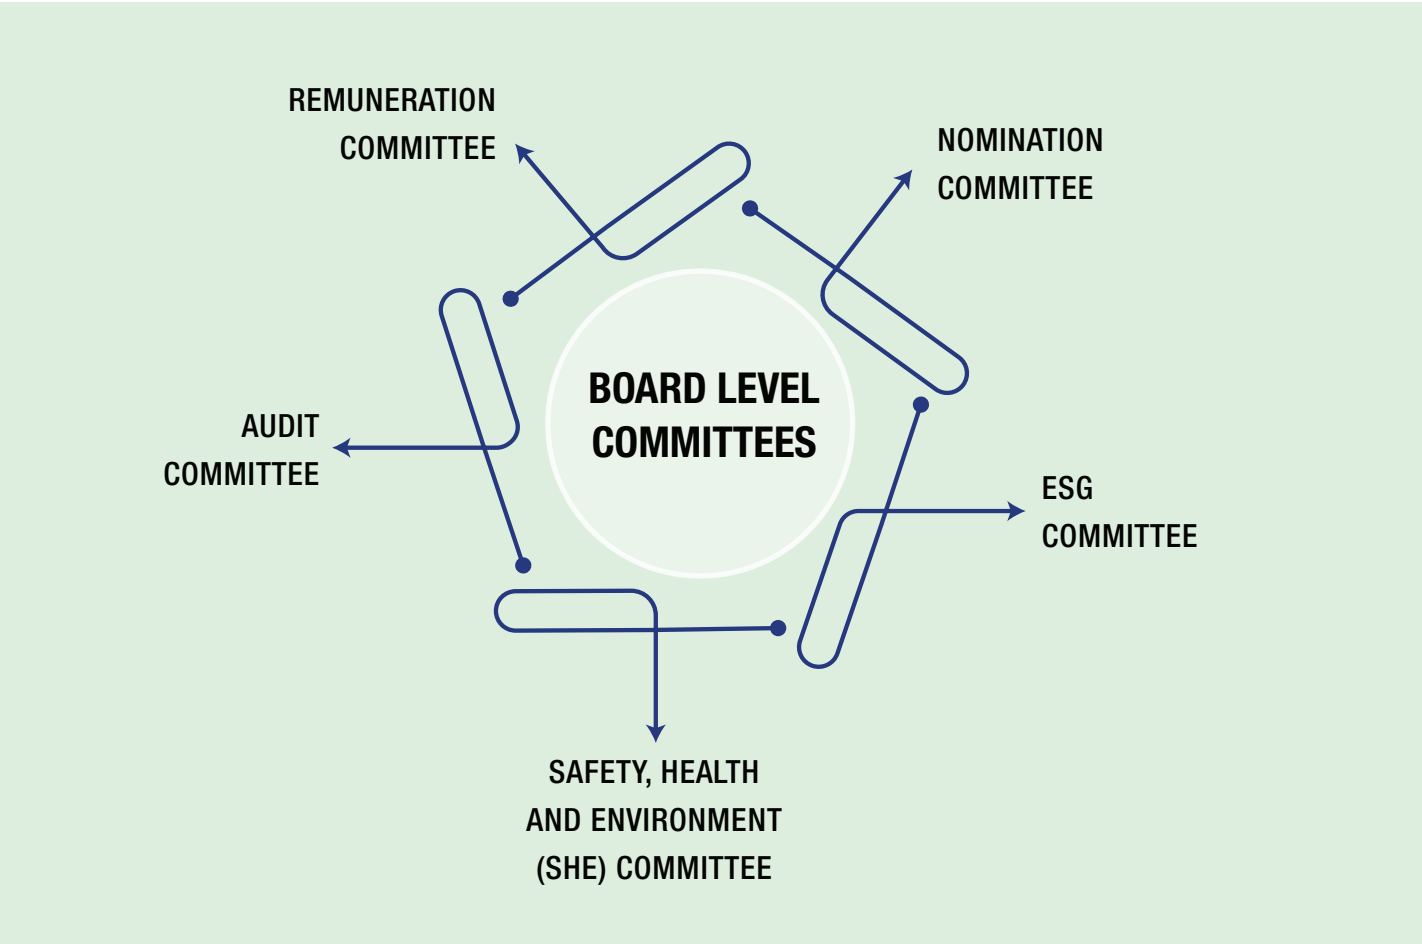 REMUNERATION
COMMITTEE
NOMINATION
COMMITTEE
BOARD LEVEL
COMMITTEES
AUDIT
COMMITTEE
ESG
COMMITTEE
SAFETY, HEALTH
AND ENVIRONMENT
(SHE) COMMITTEE